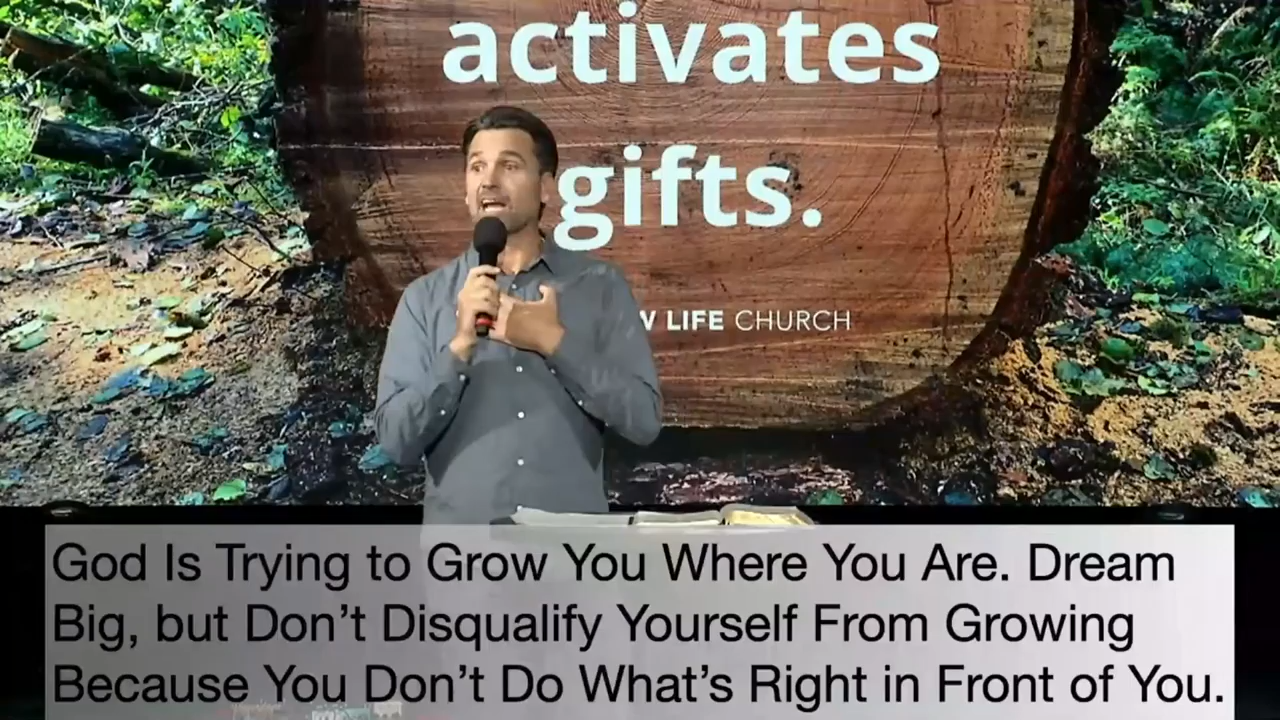 activates
gifts.
LIFE CHURCH
God Is Trying to Grow You Where You Are. Dream
Big, but Don't Disqualify Yourself From Growing
Because You Don't Do What's Right in Front of You.